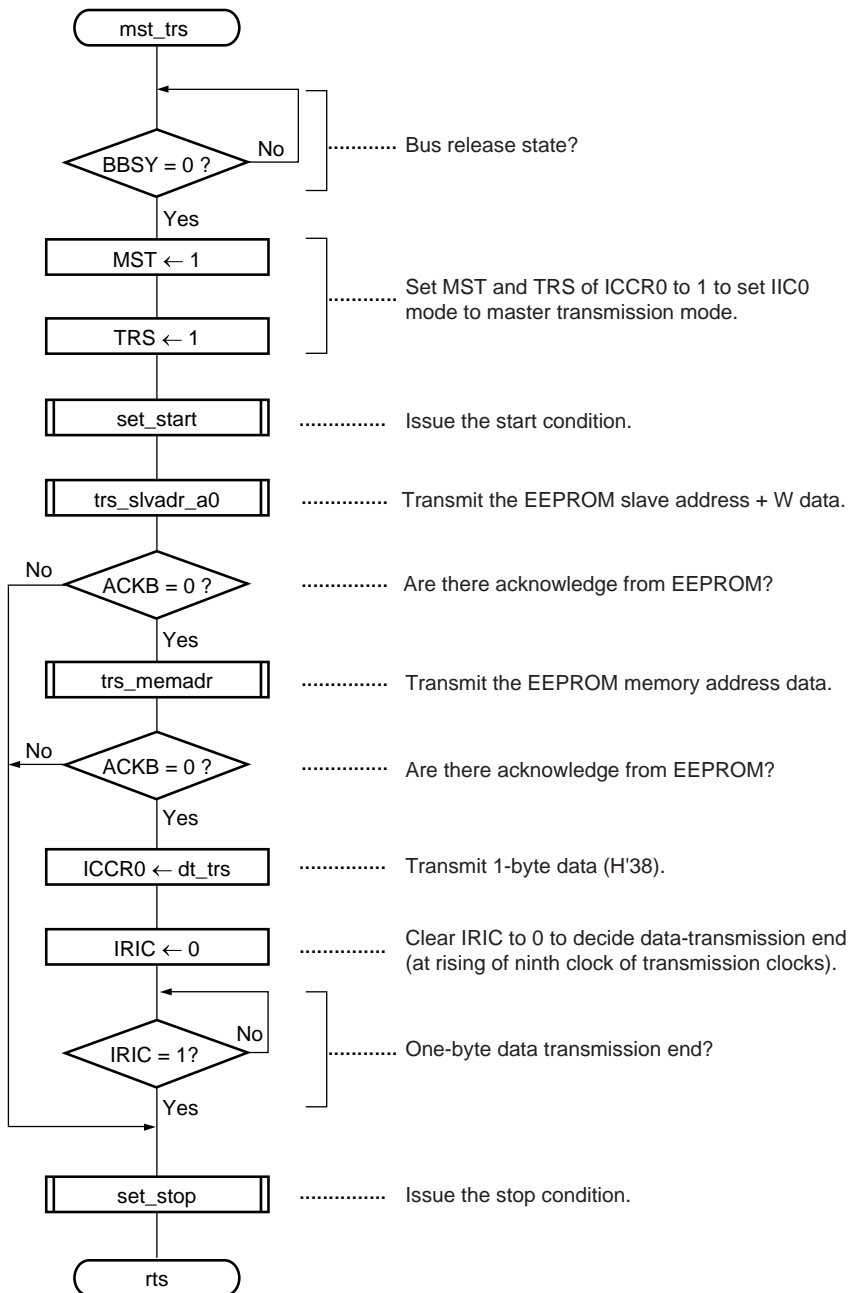 mst_trs
BBSY = 0 ?
No
Bus release state?
Yes
MST ← 1
Set MST and TRS of ICCR0 to 1 to set IIC0
mode to master transmission mode.
TRS ← 1
set_start
Issue the start condition.
trs_slvadr_a0
Transmit the EEPROM slave address + W data.
No
ACKB = 0 ?
Are there acknowledge from EEPROM?
Yes
trs_memadr
Transmit the EEPROM memory address data.
No
ACKB = 0 ?
Are there acknowledge from EEPROM?
Yes
ICCR0 ← dt_trs
Transmit 1-byte data (H'38).
IRIC ← 0
Clear IRIC to 0 to decide data-transmission end
(at rising of ninth clock of transmission clocks).
No
IRIC = 1?
One-byte data transmission end?
Yes
set_stop
Issue the stop condition.
rts